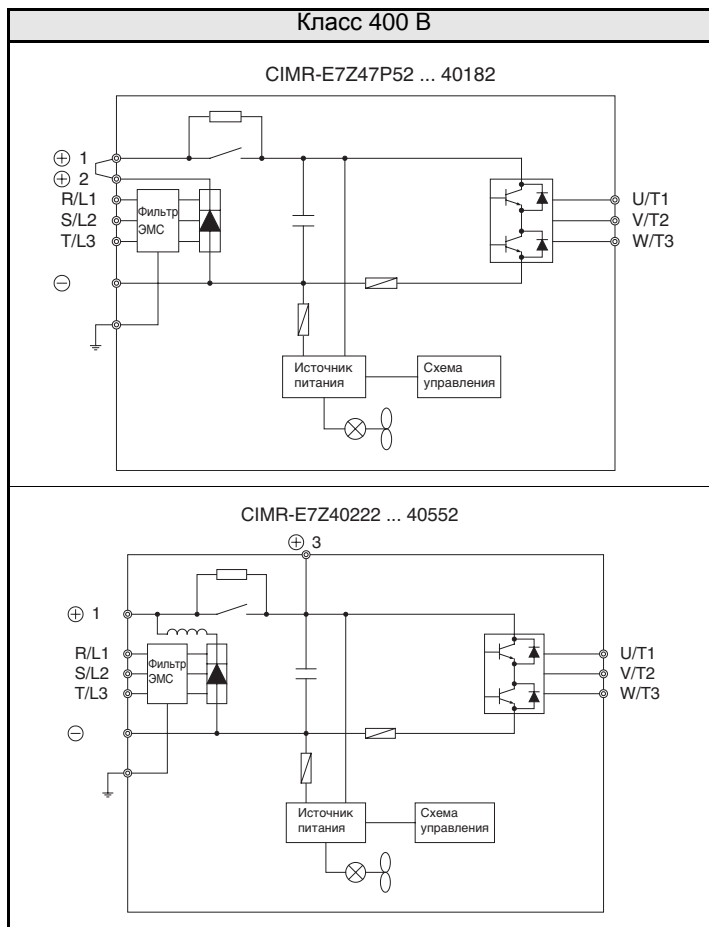 Класс 400 В
CIMR-E7Z47P52 ... 40182
⊕ 1
⊕ 2
R/L1
S/L2
T/L3
⊖
Фильтр
ЭМС
U/T1
V/T2
W/T3
Источник
питания
Схема
управления
CIMR-E7Z40222 ... 40552
⊕ 3
⊕ 1
R/L1
S/L2
T/L3
⊖
Фильтр
ЭМС
U/T1
V/T2
W/T3
Источник
питания
Схема
управления